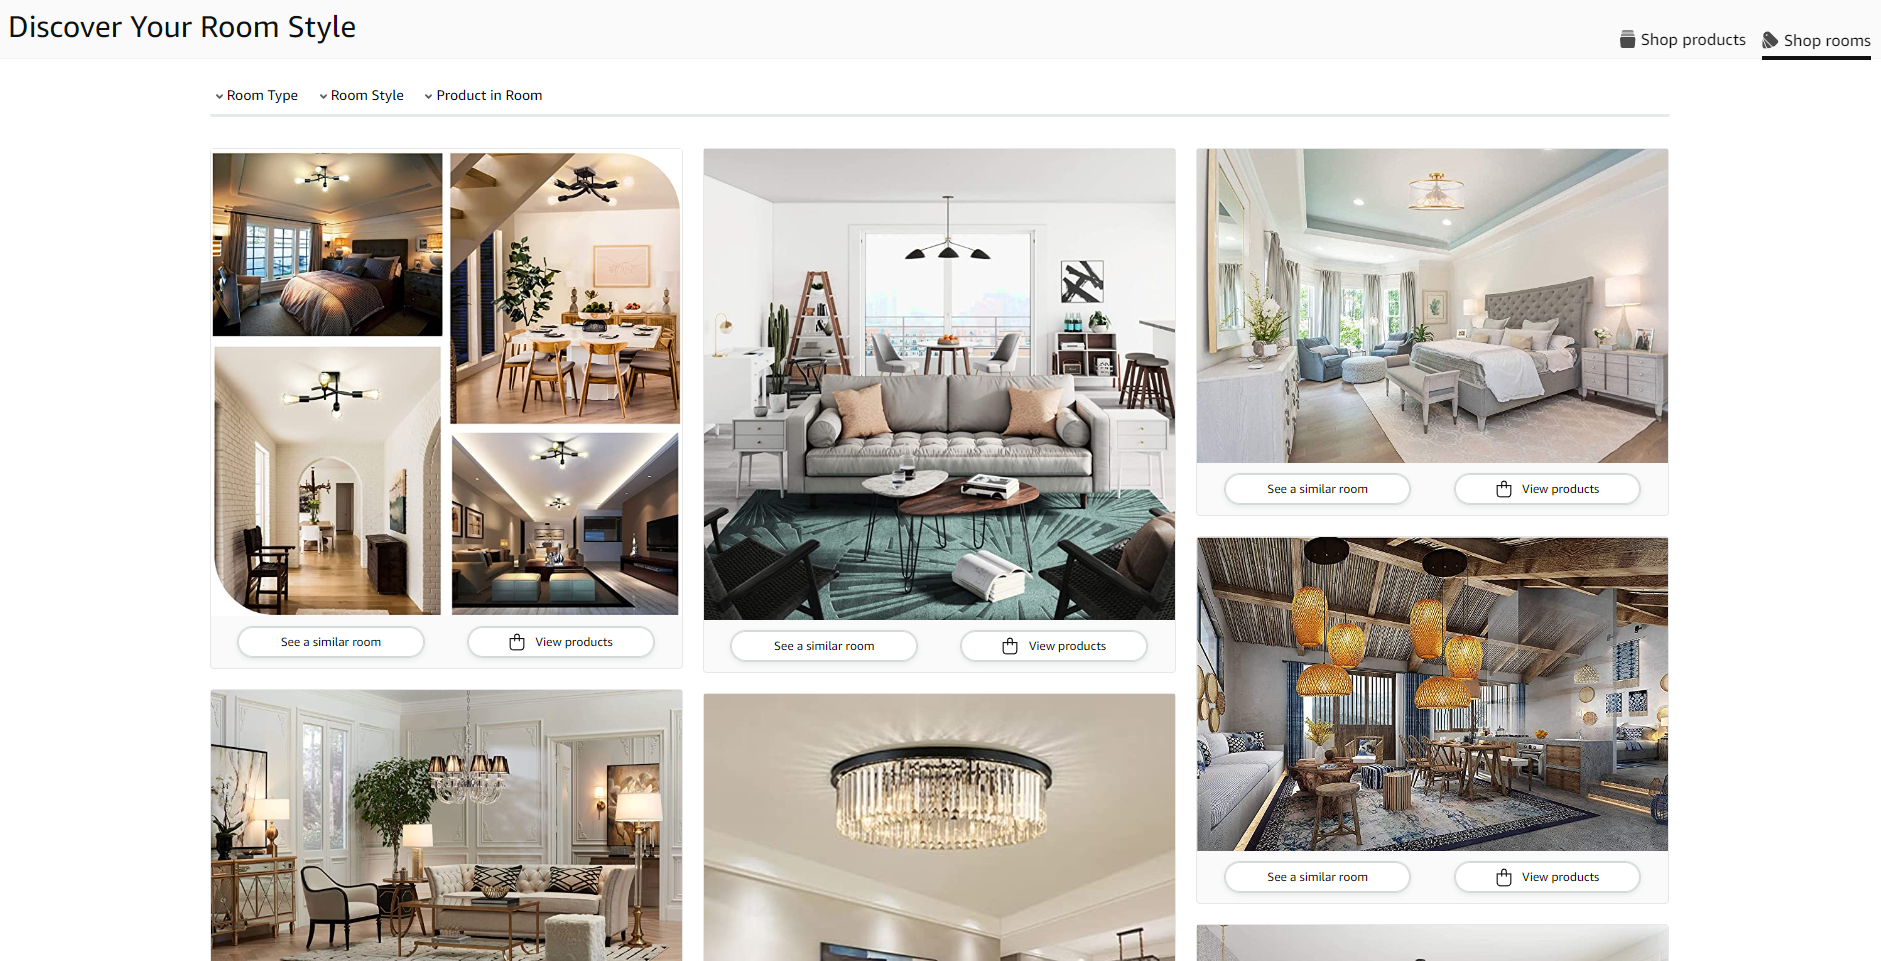 Discover Your Room Style
Shop products
Shop rooms
Room Type
Room Style
Product in Room
See a similar room
View products
See a similar room
View products
See a similar room
View products
See a similar room
View products